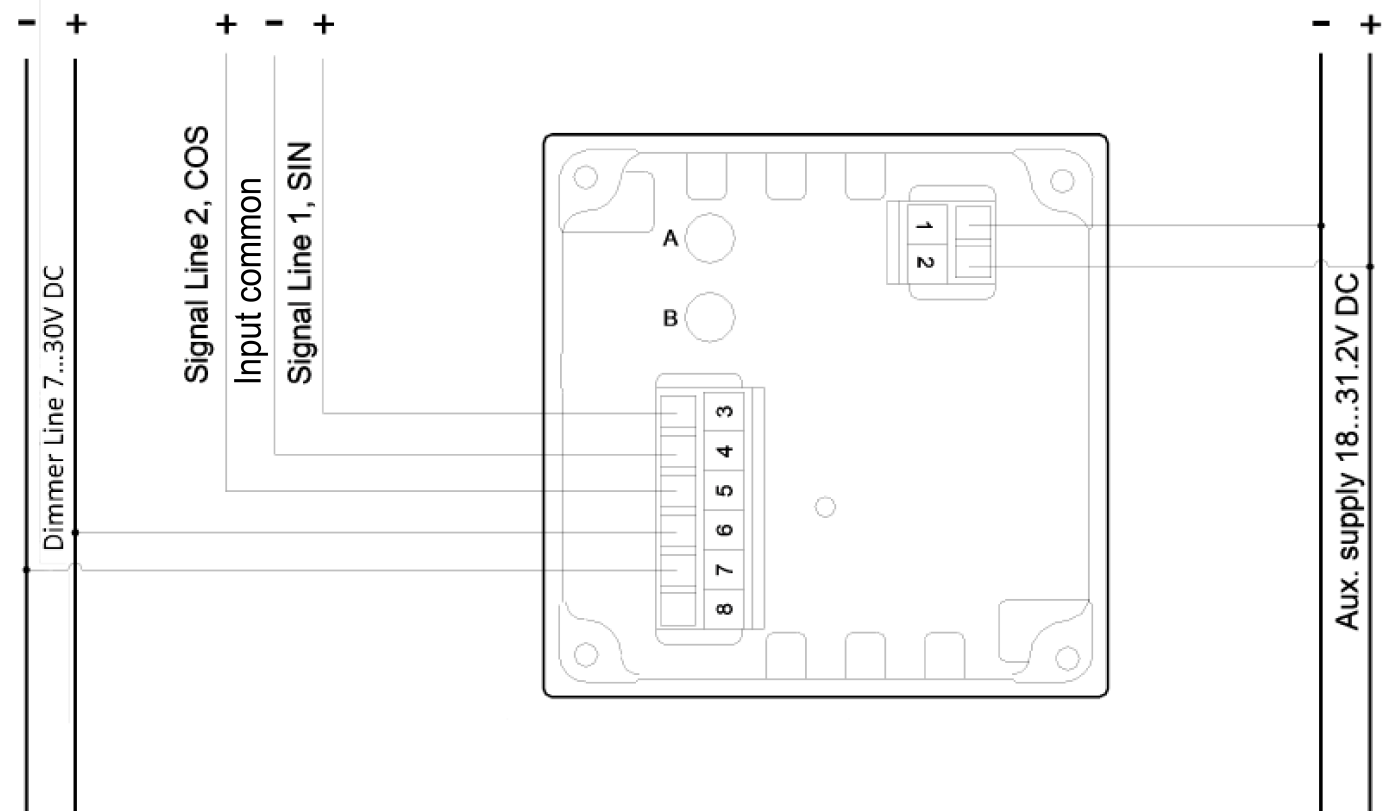 - + + - + - +
Dimmer Line 7...30V DC
Signal Line 2, COS
Input common
Signal Line 1, SIN
A
B
1
2
3
4
5
6
7
8
Aux. supply 18...31.2V DC